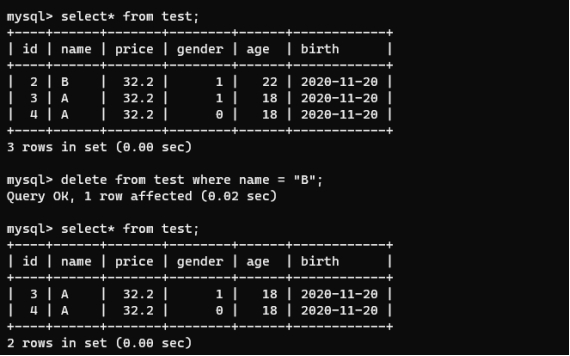 mysql> select* from test;
+----+------+-------+--------+------+------------+
| id | name | price | gender | age  | birth      |
+----+------+-------+--------+------+------------+
|  2 | B    |  32.2 |      1 |   22 | 2020-11-20 |
|  3 | A    |  32.2 |      1 |   18 | 2020-11-20 |
|  4 | A    |  32.2 |      0 |   18 | 2020-11-20 |
+----+------+-------+--------+------+------------+
3 rows in set (0.00 sec)

mysql> delete from test where name = "B";
Query OK, 1 row affected (0.02 sec)

mysql> select* from test;
+----+------+-------+--------+------+------------+
| id | name | price | gender | age  | birth      |
+----+------+-------+--------+------+------------+
|  3 | A    |  32.2 |      1 |   18 | 2020-11-20 |
|  4 | A    |  32.2 |      0 |   18 | 2020-11-20 |
+----+------+-------+--------+------+------------+
2 rows in set (0.00 sec)